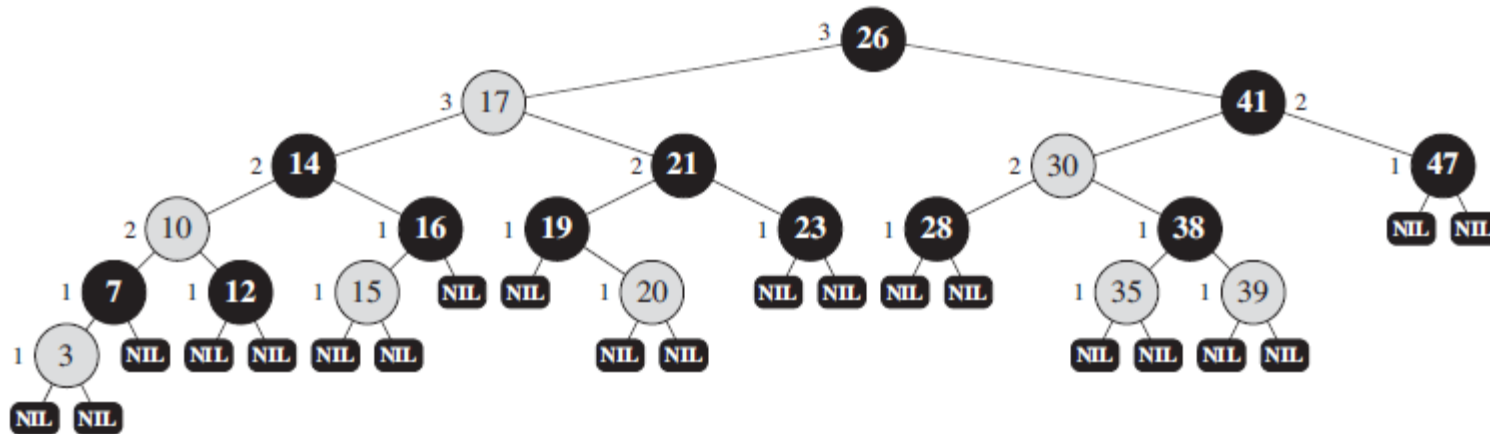 3 26
3 17 41 2
2 14 2 21 2 30 1 47
2 10 1 16 1 19 1 23 1 28 1 38 NIL NIL
1 7 1 12 1 15 NIL NIL 1 20 NIL NIL NIL NIL 1 35 1 39
1 3 NIL NIL NIL NIL NIL NIL NIL NIL NIL NIL NIL
NIL NIL